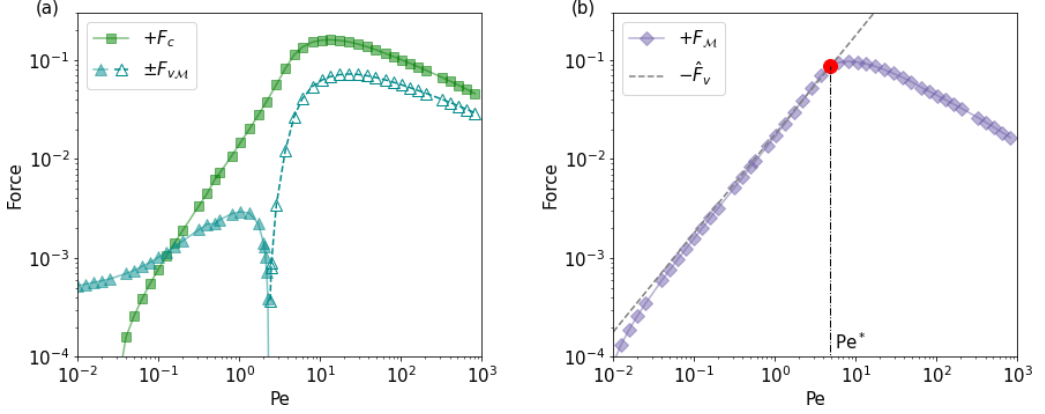 (a)
+F_c
±F_{v,ℳ}
10^{-1}
10^{-2}
10^{-3}
10^{-4}
Force
10^{-2} 10^{-1} 10^0 10^1 10^2 10^3
Pe
(b)
+F_ℳ
−F̂_v
10^{-1}
10^{-2}
10^{-3}
10^{-4}
Force
Pe^*
10^{-2} 10^{-1} 10^0 10^1 10^2 10^3
Pe